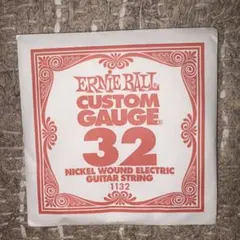 ERNIE BALL
CUSTOM
GAUGE®
32
NICKEL WOUND ELECTRIC
GUITAR STRING
1132